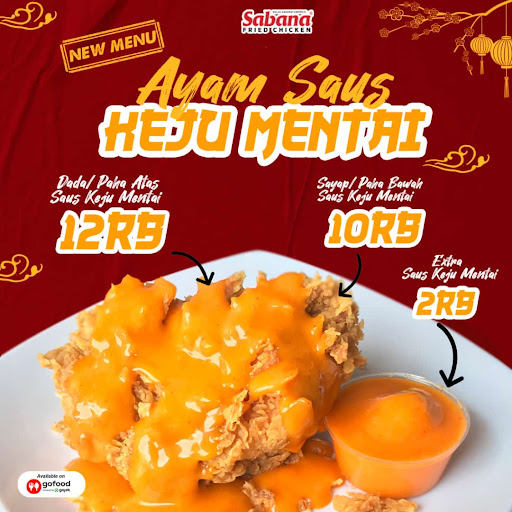 Sabana
FRIED CHICKEN
NEW MENU
Ayam Saus
KEJU MENTAI
Dada/ Paha Atas
Saus Keju Mentai
12RB
Sayap/ Paha Bawah
Saus Keju Mentai
10RB
Extra
Saus Keju Mentai
2RB
Available on
gofood